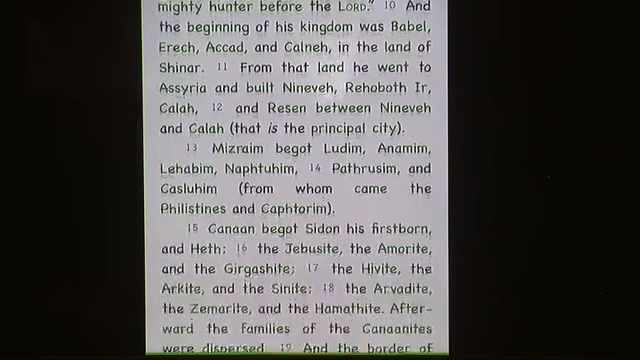 mighty hunter before the LORD." 10 And
the beginning of his kingdom was Babel,
Erech, Accad, and Calneh, in the land of
Shinar. 11 From that land he went to
Assyria and built Nineveh, Rehoboth Ir,
Calah, 12 and Resen between Nineveh
and Calah (that is the principal city).
13 Mizraim begot Ludim, Anamim,
Lehabim, Naphtuhim, 14 Pathrusim, and
Casluhim (from whom came the
Philistines and Caphtorim).
15 Canaan begot Sidon his firstborn,
and Heth; 16 the Jebusite, the Amorite,
and the Girgashite; 17 the Hivite, the
Arkite, and the Sinite; 18 the Arvadite,
the Zemarite, and the Hamathite. After-
ward the families of the Canaanites
were dispersed. 19 And the border of